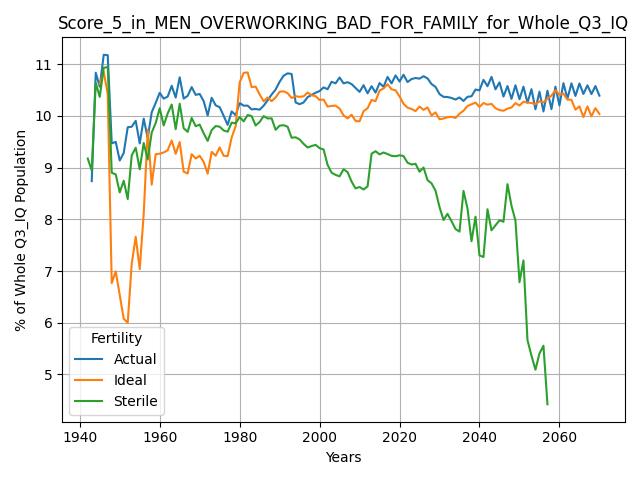 Score_5_in_MEN_OVERWORKING_BAD_FOR_FAMILY_for_Whole_Q3_IQ
% of Whole Q3_IQ Population
11
10
9
8
7
6
5
Fertility
Actual
Ideal
Sterile
1940 1960 1980 2000 2020 2040 2060
Years